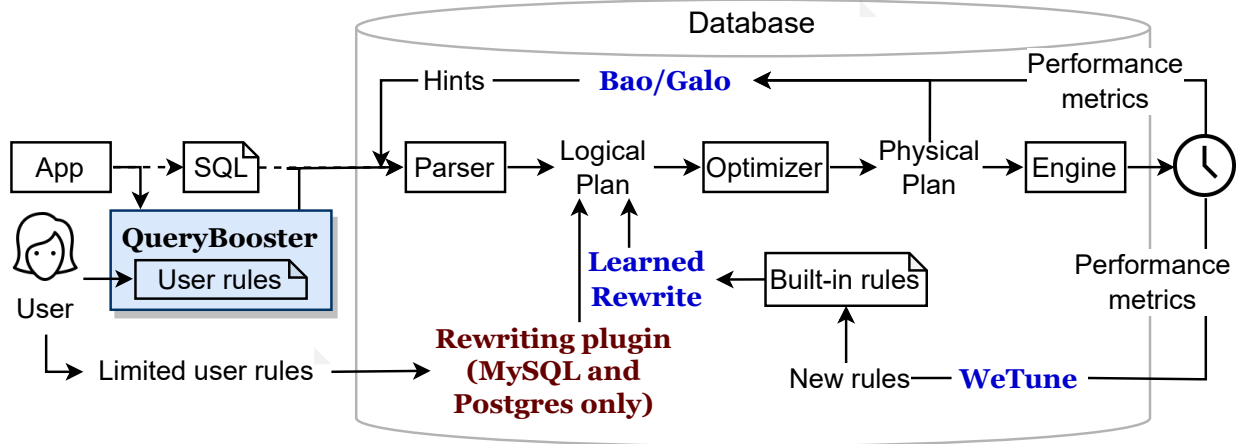 Database
Hints
Bao/Galo
Performance
metrics
App
SQL
Parser
Logical
Plan
Optimizer
Physical
Plan
Engine
QueryBooster
User rules
User
Learned
Rewrite
Built-in rules
Performance
metrics
Limited user rules
Rewriting plugin
(MySQL and
Postgres only)
New rules
WeTune